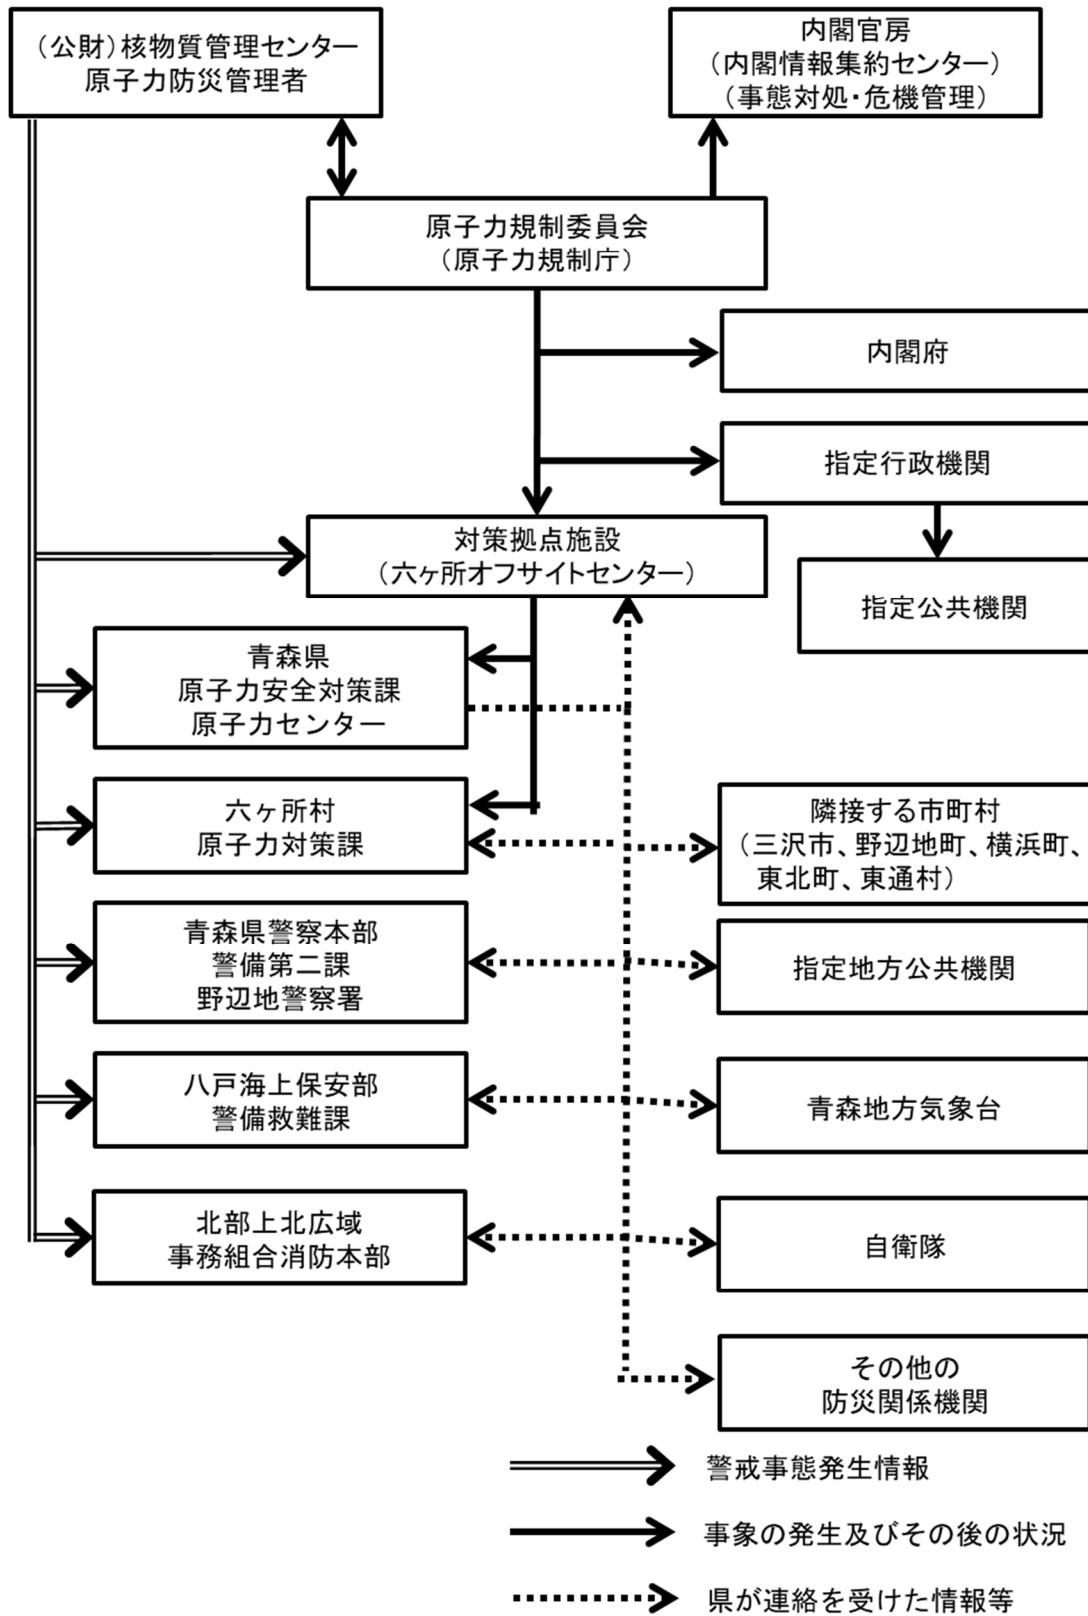 （公財）核物質管理センター
原子力防災管理者
内閣官房
（内閣情報集約センター）
（事態対処・危機管理）
原子力規制委員会
（原子力規制庁）
内閣府
指定行政機関
対策拠点施設
（六ヶ所オフサイトセンター）
指定公共機関
青森県
原子力安全対策課
原子力センター
六ヶ所村
原子力対策課
隣接する市町村
（三沢市、野辺地町、横浜町、
東北町、東通村）
青森県警察本部
警備第二課
野辺地警察署
指定地方公共機関
八戸海上保安部
警備救難課
青森地方気象台
北部上北広域
事務組合消防本部
自衛隊
その他の
防災関係機関
警戒事態発生情報
事象の発生及びその後の状況
県が連絡を受けた情報等